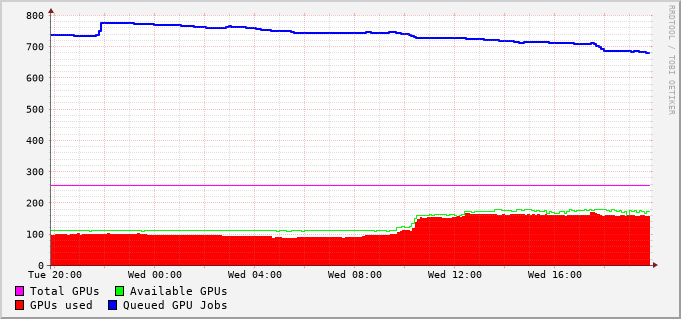 800
700
600
500
400
300
200
100
0
Tue 20:00 Wed 00:00 Wed 04:00 Wed 08:00 Wed 12:00 Wed 16:00
Total GPUs Available GPUs
GPUs used Queued GPU Jobs
RRDTOOL / TOBI OETIKER